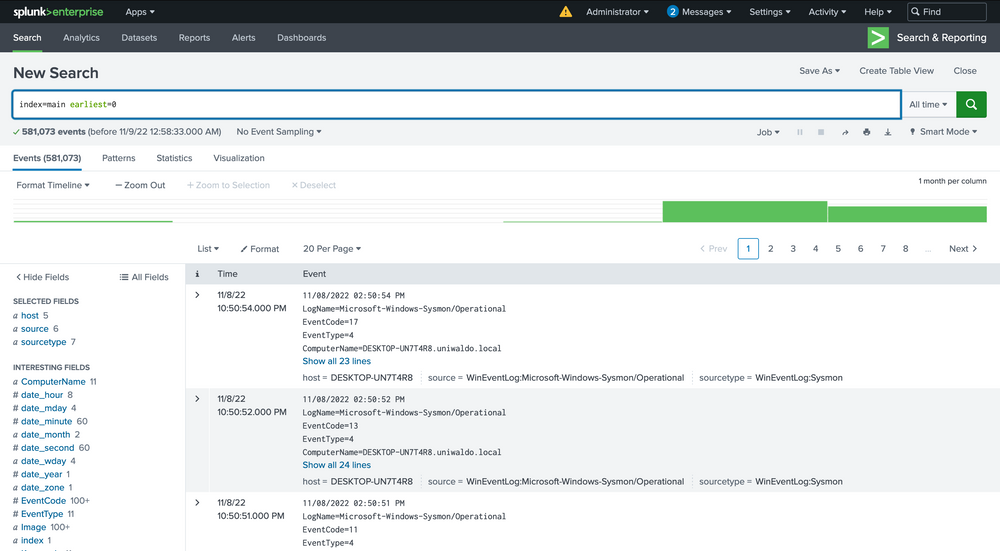 splunk>enterprise Apps Administrator 2 Messages Settings Activity Help Find
Search Analytics Datasets Reports Alerts Dashboards > Search & Reporting
New Search Save As Create Table View Close
index=main earliest=0 All time
✓ 581,073 events (before 11/9/22 12:58:33.000 AM) No Event Sampling Job Smart Mode
Events (581,073) Patterns Statistics Visualization
Format Timeline — Zoom Out + Zoom to Selection × Deselect 1 month per column
List Format 20 Per Page < Prev 1 2 3 4 5 6 7 8 ... Next >
< Hide Fields All Fields
i Time Event
SELECTED FIELDS
a host 5
a source 6
a sourcetype 7
INTERESTING FIELDS
a ComputerName 11
# date_hour 8
# date_mday 4
# date_minute 60
a date_month 2
# date_second 60
a date_wday 4
# date_year 1
a date_zone 1
# EventCode 100+
# EventType 11
a Image 100+
a index 1
> 11/8/22
10:50:54.000 PM
11/08/2022 02:50:54 PM
LogName=Microsoft-Windows-Sysmon/Operational
EventCode=17
EventType=4
ComputerName=DESKTOP-UN7T4R8.uniwaldo.local
Show all 23 lines
host = DESKTOP-UN7T4R8 source = WinEventLog:Microsoft-Windows-Sysmon/Operational sourcetype = WinEventLog:Sysmon
> 11/8/22
10:50:52.000 PM
11/08/2022 02:50:52 PM
LogName=Microsoft-Windows-Sysmon/Operational
EventCode=13
EventType=4
ComputerName=DESKTOP-UN7T4R8.uniwaldo.local
Show all 24 lines
host = DESKTOP-UN7T4R8 source = WinEventLog:Microsoft-Windows-Sysmon/Operational sourcetype = WinEventLog:Sysmon
> 11/8/22
10:50:51.000 PM
11/08/2022 02:50:51 PM
LogName=Microsoft-Windows-Sysmon/Operational
EventCode=11
EventType=4